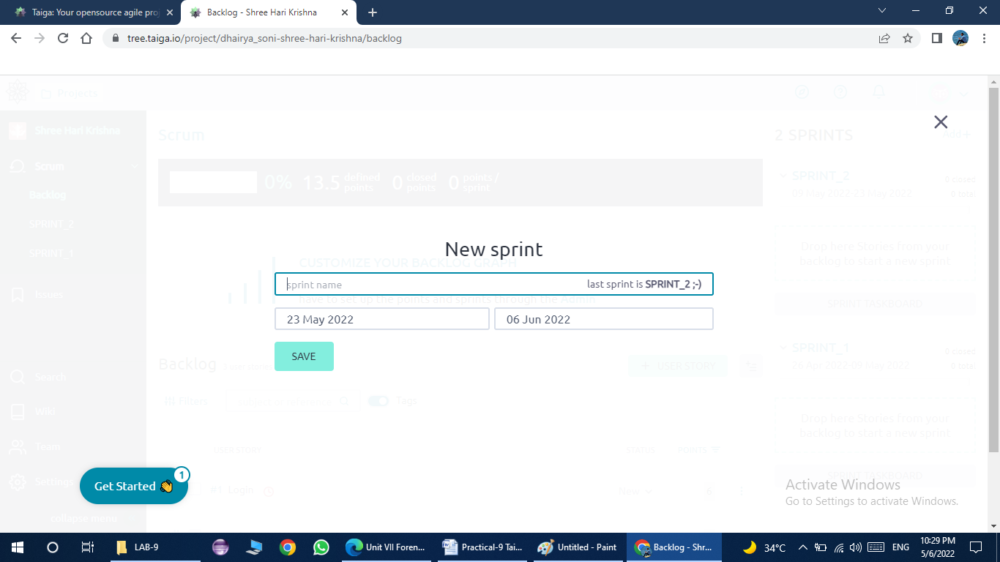 Taiga: Your opensource agile pro
Backlog - Shree Hari Krishna
tree.taiga.io/project/dhairya_soni-shree-hari-krishna/backlog
Projects
Shree Hari Krishna
Scrum
Backlog
SPRINT_2
SPRINT_1
Issues
Search
Wiki
Team
Settings
collapse menu
Get Started
1
Scrum
0%
13.5 defined points
0 closed points
0 points / sprint
CUSTOMIZE YOUR BACKLOG GRAPH
have to set up the points and sprints through the Admin
New sprint
sprint name
last sprint is SPRINT_2 ;-)
23 May 2022
06 Jun 2022
SAVE
Backlog
USER STORY
Filters
Tags
USER STORY
STATUS
POINTS
#1 Login
New
6
2 SPRINTS
Add +
SPRINT_2
09 May 2022-23 May 2022
0 closed
0 total
Drop here Stories from your
backlog to start a new sprint
SPRINT TASKBOARD
SPRINT_1
26 Apr 2022-09 May 2022
0 closed
0 total
Drop here Stories from your
backlog to start a new sprint
SPRINT TASKBOARD
Activate Windows
Go to Settings to activate Windows.
LAB-9
Unit VII Foren...
Practical-9 Tai...
Untitled - Paint
Backlog - Shr...
34°C
ENG
10:29 PM
5/6/2022